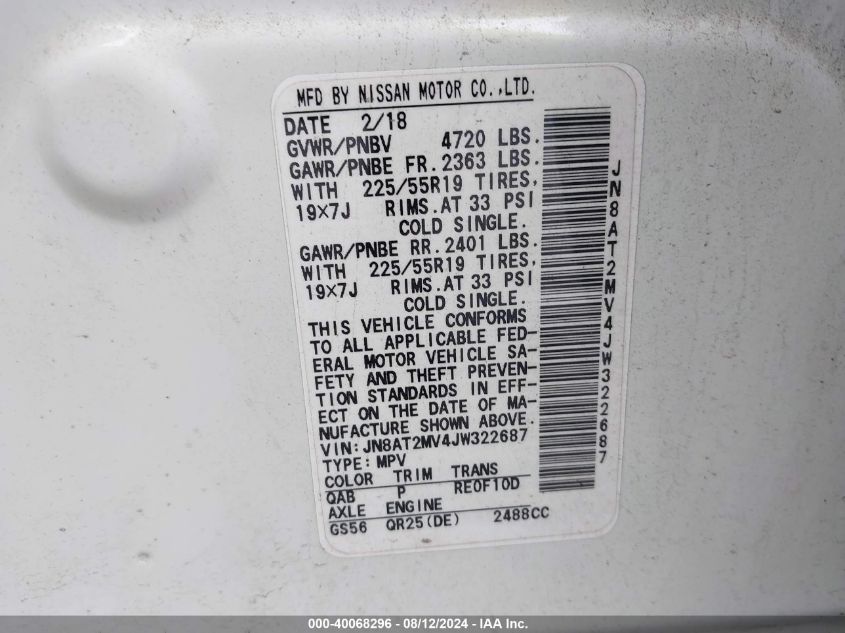 MFD BY NISSAN MOTOR CO.,LTD.
DATE 2/18
GVWR/PNBV 4720 LBS.
GAWR/PNBE FR. 2363 LBS.
WITH 225/55R19 TIRES,
19×7J RIMS. AT 33 PSI
COLD SINGLE.
GAWR/PNBE RR. 2401 LBS.
WITH 225/55R19 TIRES,
19×7J RIMS. AT 33 PSI
COLD SINGLE.
THIS VEHICLE CONFORMS
TO ALL APPLICABLE FED-
ERAL MOTOR VEHICLE SA-
FETY AND THEFT PREVEN-
TION STANDARDS IN EFF-
ECT ON THE DATE OF MA-
NUFACTURE SHOWN ABOVE.
VIN: JN8AT2MV4JW322687
TYPE: MPV
COLOR TRIM TRANS
QAB P RE0F10D
AXLE ENGINE
GS56 QR25(DE) 2488CC
JN8AT2MV4JW322687
000-40068296 - 08/12/2024 - IAA Inc.